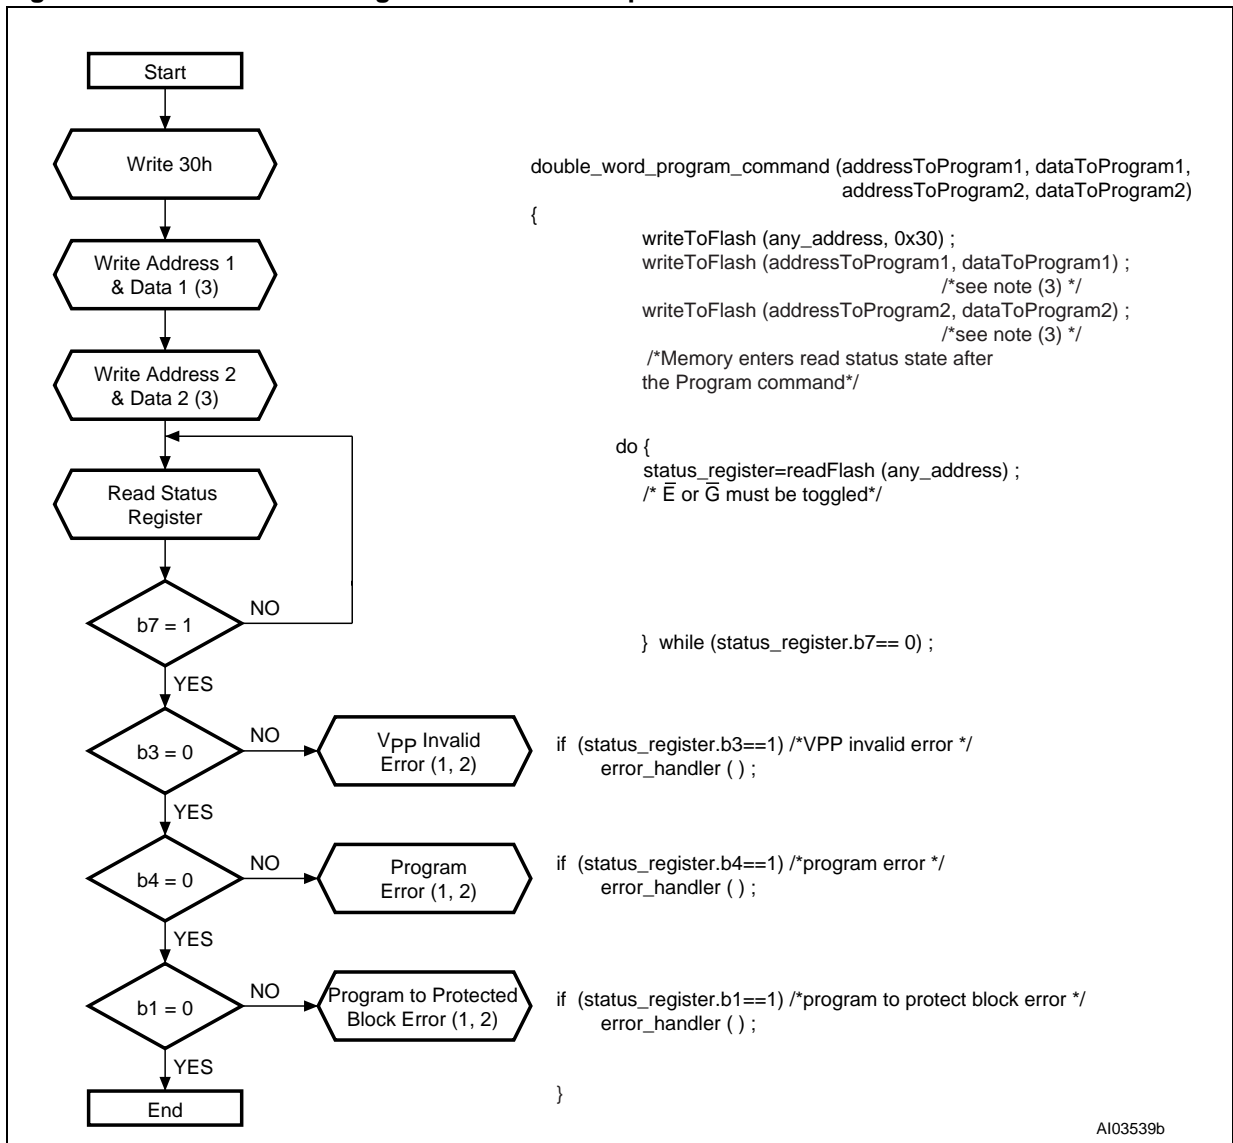 Start
Write 30h
Write Address 1
& Data 1 (3)
Write Address 2
& Data 2 (3)
Read Status
Register
b7 = 1
NO
YES
b3 = 0
NO
VPP Invalid
Error (1, 2)
YES
b4 = 0
NO
Program
Error (1, 2)
YES
b1 = 0
NO
Program to Protected
Block Error (1, 2)
YES
End
double_word_program_command (addressToProgram1, dataToProgram1,
addressToProgram2, dataToProgram2)
{
writeToFlash (any_address, 0x30) ;
writeToFlash (addressToProgram1, dataToProgram1) ;
/*see note (3) */
writeToFlash (addressToProgram2, dataToProgram2) ;
/*see note (3) */
/*Memory enters read status state after
the Program command*/
do {
status_register=readFlash (any_address) ;
/* E̅ or G̅ must be toggled*/
} while (status_register.b7== 0) ;
if (status_register.b3==1) /*VPP invalid error */
error_handler ( ) ;
if (status_register.b4==1) /*program error */
error_handler ( ) ;
if (status_register.b1==1) /*program to protect block error */
error_handler ( ) ;
}
AI03539b